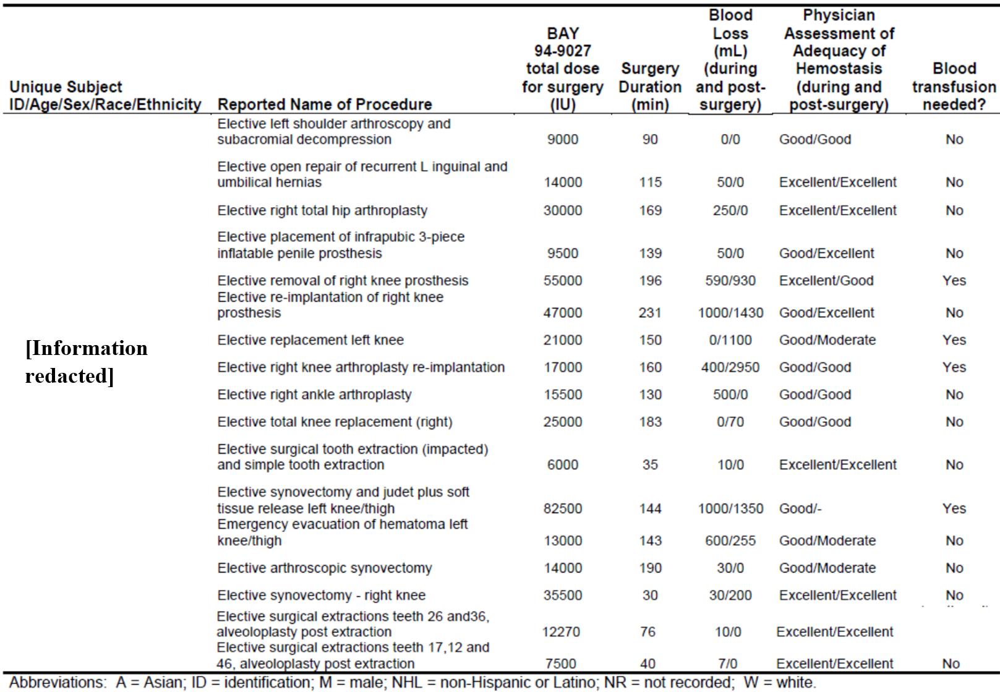 Unique Subject ID/Age/Sex/Race/Ethnicity | Reported Name of Procedure | BAY 94-9027 total dose for surgery (IU) | Surgery Duration (min) | Blood Loss (mL) (during and post-surgery) | Physician Assessment of Adequacy of Hemostasis (during and post-surgery) | Blood transfusion needed?
[Information redacted]
Elective left shoulder arthroscopy and subacromial decompression | 9000 | 90 | 0/0 | Good/Good | No
Elective open repair of recurrent L inguinal and umbilical hernias | 14000 | 115 | 50/0 | Excellent/Excellent | No
Elective right total hip arthroplasty | 30000 | 169 | 250/0 | Excellent/Excellent | No
Elective placement of infrapubic 3-piece inflatable penile prosthesis | 9500 | 139 | 50/0 | Good/Excellent | No
Elective removal of right knee prosthesis | 55000 | 196 | 590/930 | Excellent/Good | Yes
Elective re-implantation of right knee prosthesis | 47000 | 231 | 1000/1430 | Good/Excellent | No
Elective replacement left knee | 21000 | 150 | 0/1100 | Good/Moderate | Yes
Elective right knee arthroplasty re-implantation | 17000 | 160 | 400/2950 | Good/Good | Yes
Elective right ankle arthroplasty | 15500 | 130 | 500/0 | Good/Good | No
Elective total knee replacement (right) | 25000 | 183 | 0/70 | Good/Good | No
Elective surgical tooth extraction (impacted) and simple tooth extraction | 6000 | 35 | 10/0 | Excellent/Excellent | No
Elective synovectomy and judet plus soft tissue release left knee/thigh | 82500 | 144 | 1000/1350 | Good/- | Yes
Emergency evacuation of hematoma left knee/thigh | 13000 | 143 | 600/255 | Good/Moderate | No
Elective arthroscopic synovectomy | 14000 | 190 | 30/0 | Good/Moderate | No
Elective synovectomy - right knee | 35500 | 30 | 30/200 | Excellent/Excellent | No
Elective surgical extractions teeth 26 and36, alveoloplasty post extraction | 12270 | 76 | 10/0 | Excellent/Excellent
Elective surgical extractions teeth 17,12 and 46, alveoloplasty post extraction | 7500 | 40 | 7/0 | Excellent/Excellent | No
Abbreviations: A = Asian; ID = identification; M = male; NHL = non-Hispanic or Latino; NR = not recorded; W = white.